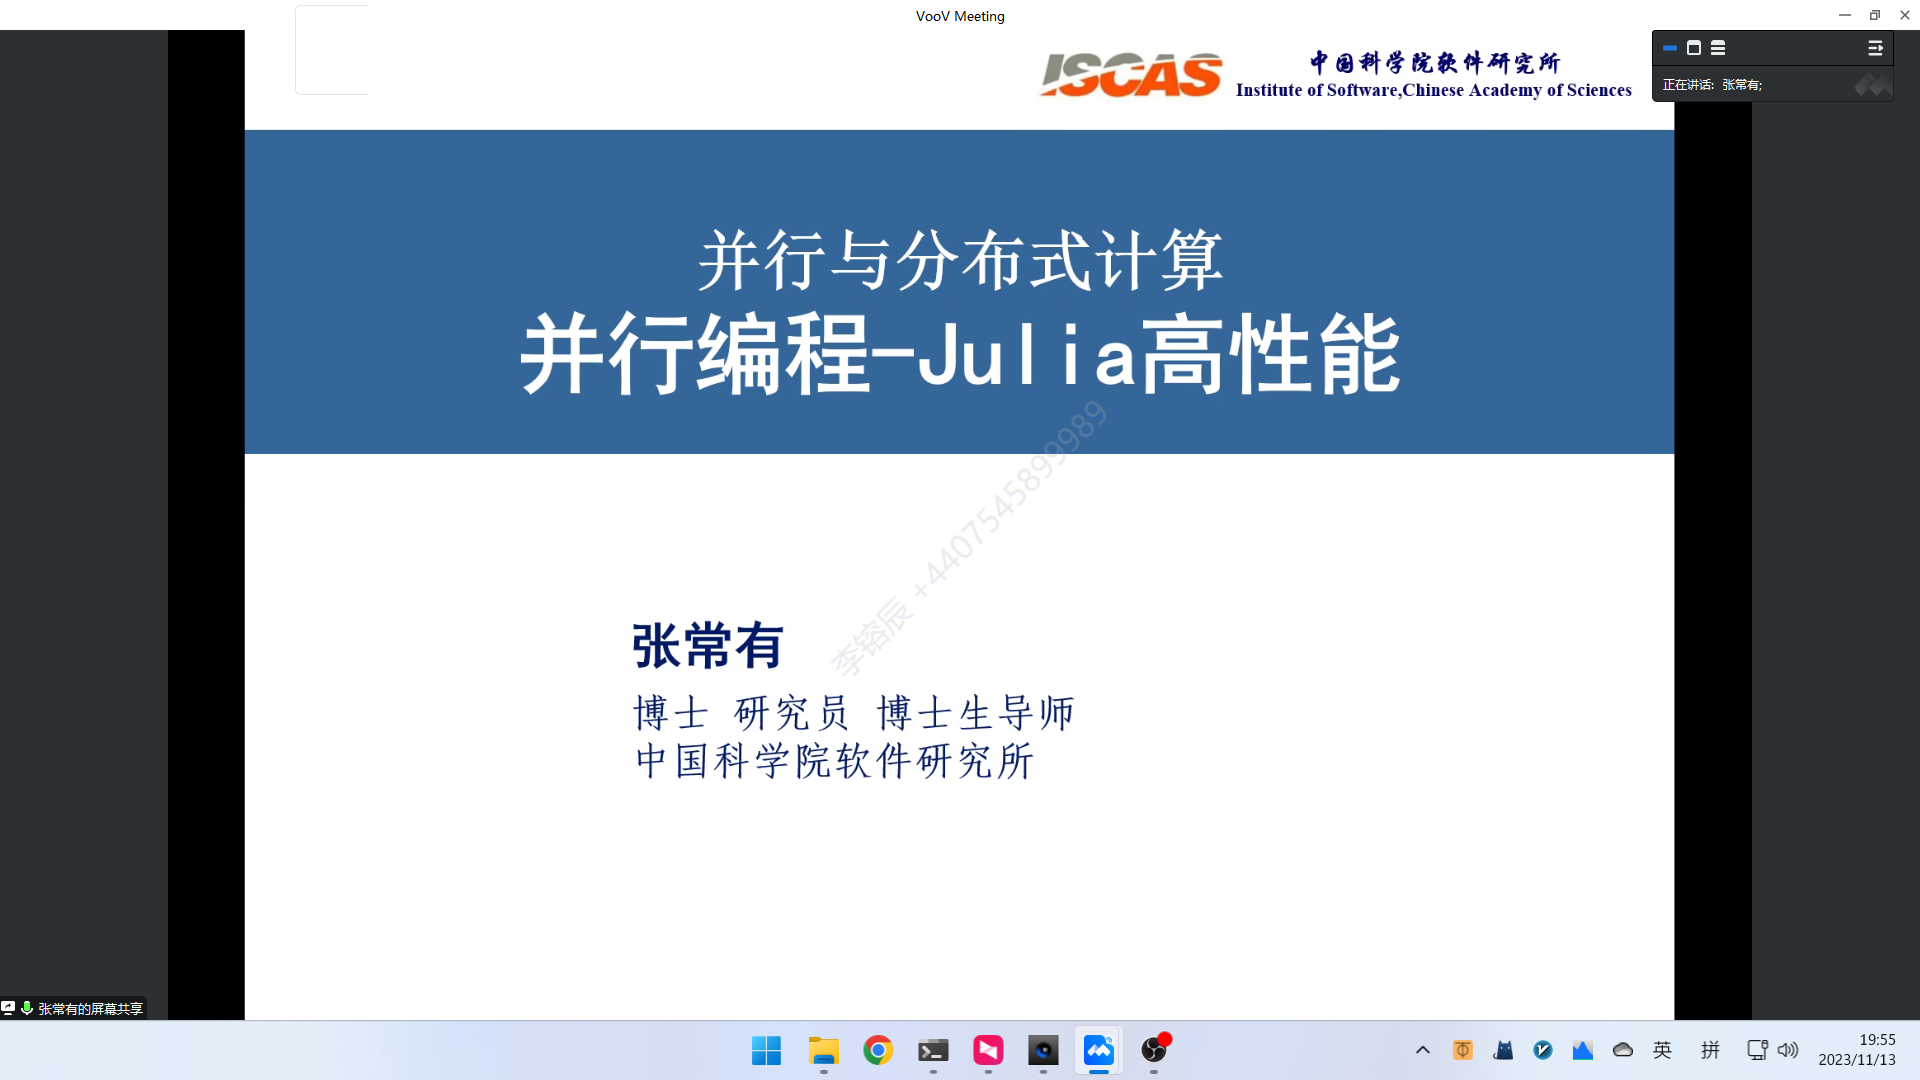 VooV Meeting
ISCAS
中国科学院软件研究所
Institute of Software,Chinese Academy of Sciences
正在讲话: 张常有;
并行与分布式计算
并行编程-Julia高性能
李镕辰 +4407545899989
张常有
博士 研究员 博士生导师
中国科学院软件研究所
张常有的屏幕共享
英
拼
19:55
2023/11/13